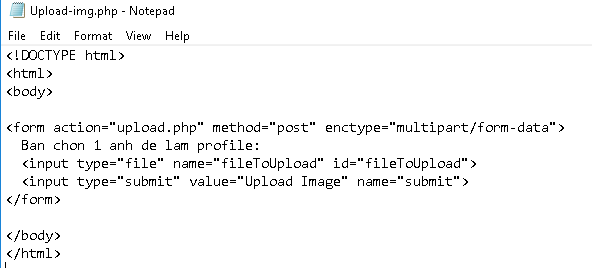 Upload-img.php - Notepad
File Edit Format View Help
<!DOCTYPE html>
<html>
<body>
<form action="upload.php" method="post" enctype="multipart/form-data">
Ban chon 1 anh de lam profile:
<input type="file" name="fileToUpload" id="fileToUpload">
<input type="submit" value="Upload Image" name="submit">
</form>
</body>
</html>